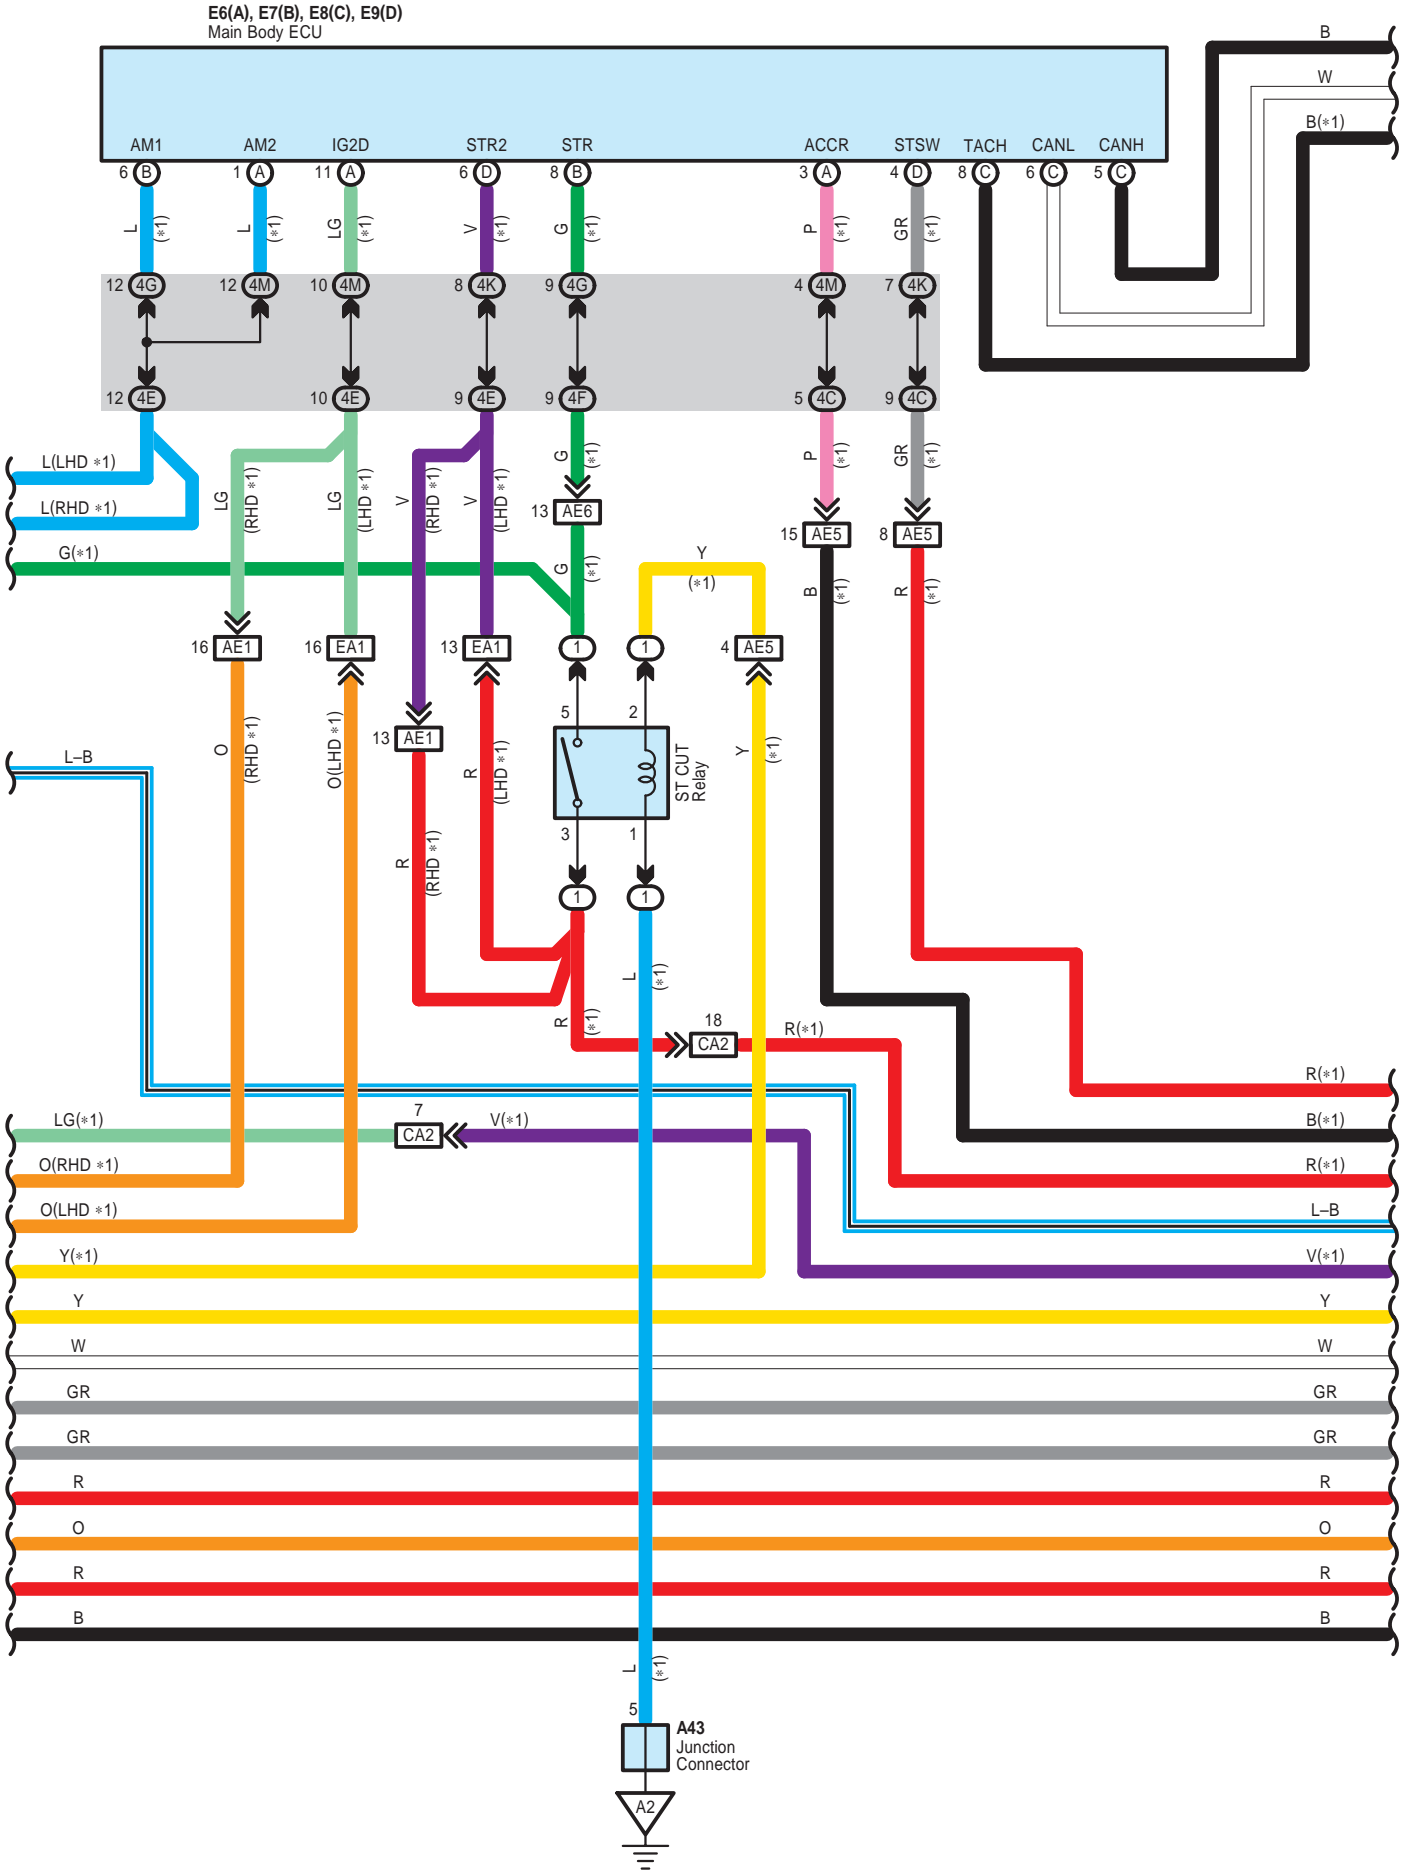 E6(A), E7(B), E8(C), E9(D)
Main Body ECU
B
W
B(*1)
AM1 AM2 IG2D STR2 STR ACCR STSW TACH CANL CANH
6 B 1 A 11 A 6 D 8 B 3 A 4 D 8 C 6 C 5 C
L (*1) L (*1) LG (*1) V (*1) G (*1) P (*1) GR (*1)
12 4G 12 4M 10 4M 8 4K 9 4G 4 4M 7 4K
12 4E 10 4E 9 4E 9 4F 5 4C 9 4C
L(LHD *1)
L(RHD *1)
G(*1)
LG (RHD *1) LG (LHD *1) V (RHD *1) V (LHD *1) G (*1) P (*1) GR (*1)
13 AE6
15 AE5 8 AE5
G (*1)
Y
(*1)
B (*1) R (*1)
16 AE1 16 EA1 13 EA1 1 1 4 AE5
5 2
13 AE1
L–B
O (RHD *1) O(LHD *1) R (LHD *1) Y (*1)
ST CUT
Relay
3 1
R (RHD *1)
1 1
L (*1)
R (*1)
18
CA2
R(*1)
R(*1)
LG(*1)
7
CA2
V(*1)
B(*1)
O(RHD *1) R(*1)
O(LHD *1) L–B
Y(*1) V(*1)
Y Y
W W
GR GR
GR GR
R R
O O
R R
B B
L (*1)
5
A43
Junction
Connector
A2